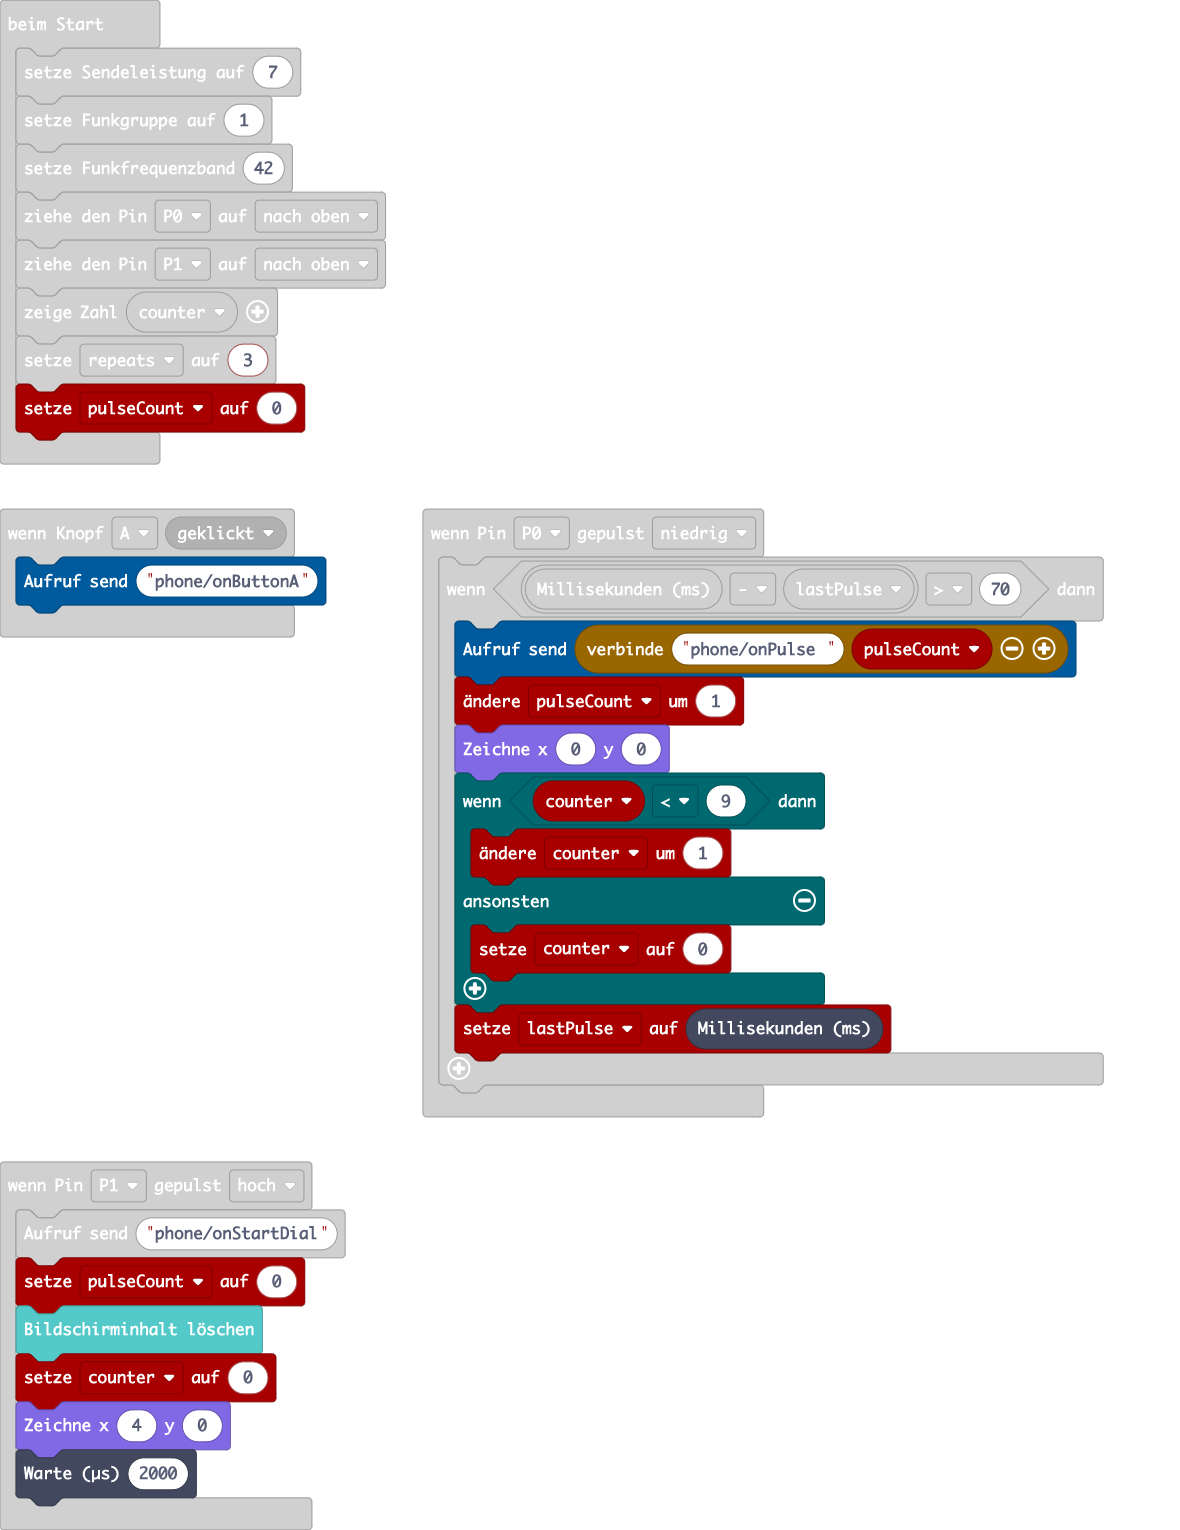 beim Start
setze Sendeleistung auf 7
setze Funkgruppe auf 1
setze Funkfrequenzband 42
ziehe den Pin P0 auf nach oben
ziehe den Pin P1 auf nach oben
zeige Zahl counter
setze repeats auf 3
setze pulseCount auf 0
wenn Knopf A geklickt
Aufruf send "phone/onButtonA"
wenn Pin P0 gepulst niedrig
wenn Millisekunden (ms) - lastPulse > 70 dann
Aufruf send verbinde "phone/onPulse " pulseCount
ändere pulseCount um 1
Zeichne x 0 y 0
wenn counter < 9 dann
ändere counter um 1
ansonsten
setze counter auf 0
setze lastPulse auf Millisekunden (ms)
wenn Pin P1 gepulst hoch
Aufruf send "phone/onStartDial"
setze pulseCount auf 0
Bildschirminhalt löschen
setze counter auf 0
Zeichne x 4 y 0
Warte (µs) 2000